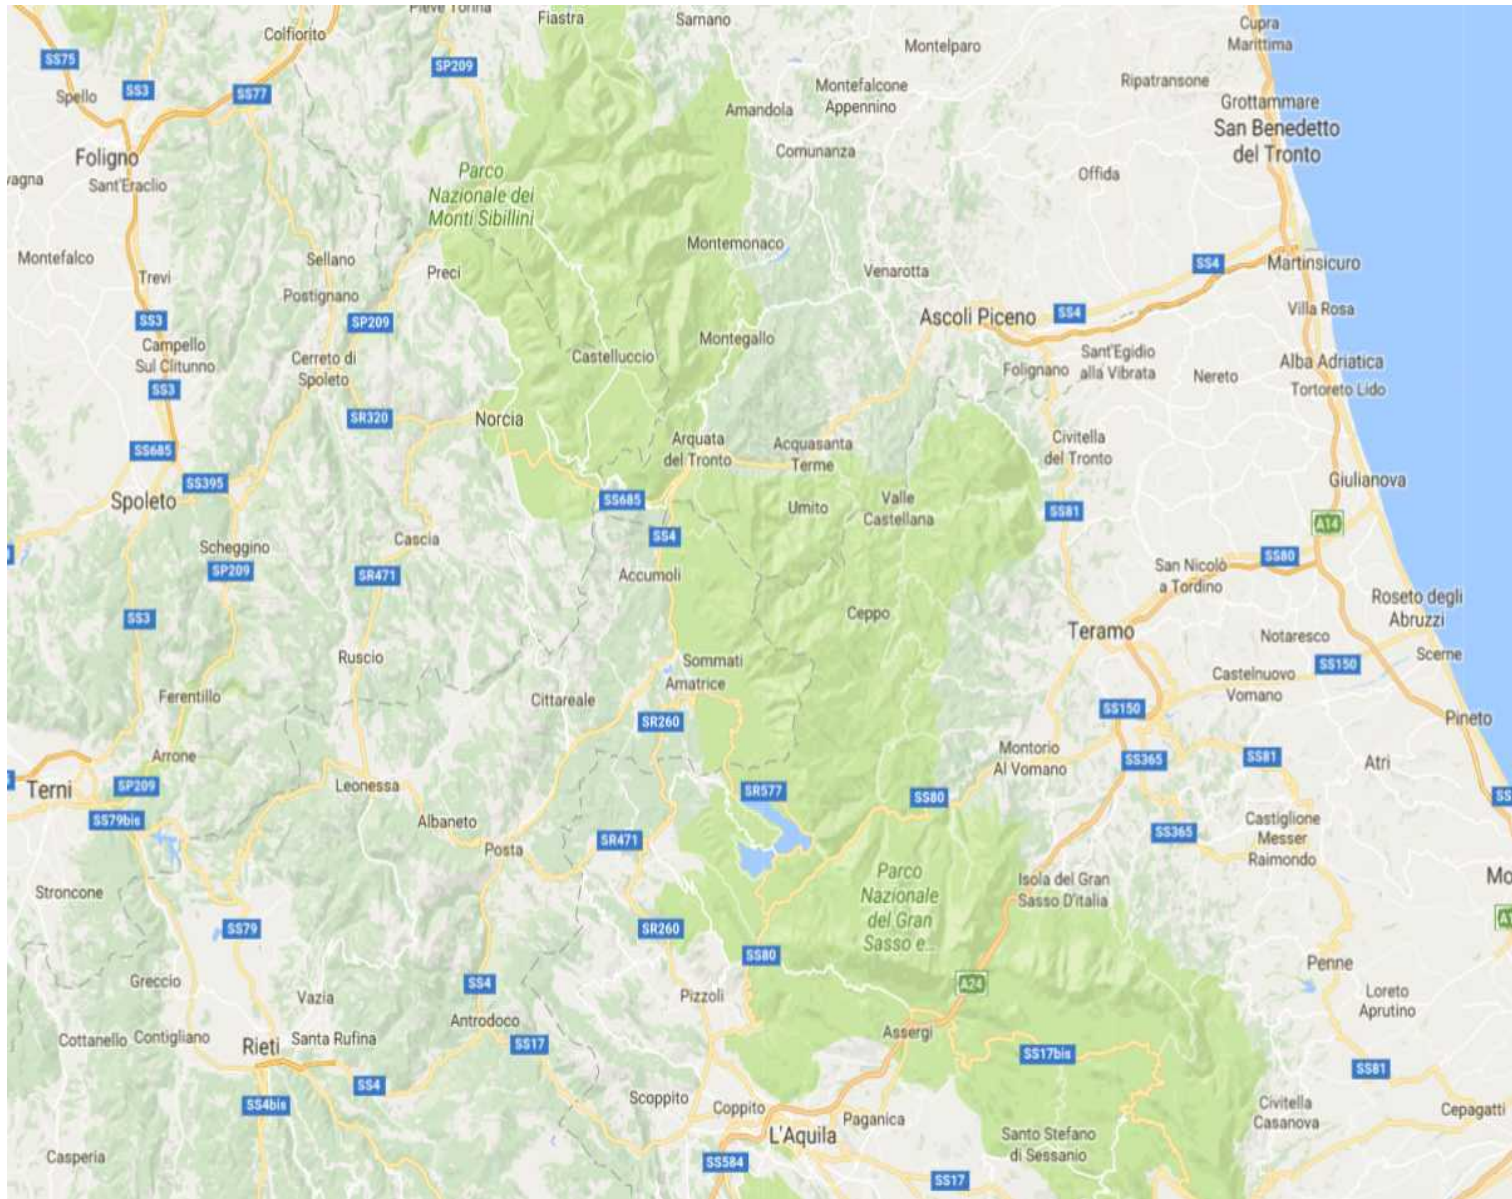 Pieve Torina
Fiastra
Sarnano
Cupra
Marittima
Colfiorito
Montelparo
SS75
SP209
Ripatransone
Spello
SS3
SS77
Montefalcone
Appennino
Amandola
Grottammare
San Benedetto
del Tronto
Foligno
Comunanza
Parco
Nazionale dei
Monti Sibillini
Offida
vagna
Sant'Eraclio
Montefalco
Sellano
Montemonaco
Preci
Venarotta
SS4
Martinsicuro
Trevi
Postignano
SS3
SP209
Ascoli Piceno
SS4
Villa Rosa
Montegallo
Campello
Sul Clitunno
Castelluccio
Cerreto di
Spoleto
Folignano
Sant'Egidio
alla Vibrata
Nereto
Alba Adriatica
Tortoreto Lido
SS3
SR320
Norcia
Arquata
del Tronto
Acquasanta
Terme
Civitella
del Tronto
SS685
SS395
Spoleto
SS685
Umito
Valle
Castellana
Giulianova
SS81
A14
SS4
Cascia
Scheggino
SP209
SR471
Accumoli
SS80
San Nicolò
a Tordino
Roseto degli
Abruzzi
SS3
Ceppo
Teramo
Notaresco
Scerne
SS150
Ruscio
Sommati
Amatrice
Castelnuovo
Vomano
Ferentillo
Cittareale
SR260
SS150
Pineto
Arrone
Montorio
Al Vomano
SS365
SS81
Atri
Terni
SP209
Leonessa
SR577
SS80
SS
SS79bis
Albaneto
Posta
SR471
SS365
Castiglione
Messer
Raimondo
Stroncone
Parco
Nazionale
del Gran
Sasso e...
Isola del Gran
Sasso D'italia
Mo
A1
SS79
SR260
SS80
Penne
Greccio
Vazia
SS4
Pizzoli
A24
Loreto
Aprutino
Cottanello
Contigliano
Rieti
Santa Rufina
Antrodoco
SS17
Assergi
SS17bis
SS4
SS81
SS4bis
Scoppito
Coppito
Paganica
L'Aquila
Civitella
Casanova
Cepagatti
Casperia
SS584
Santo Stefano
di Sessanio
SS17